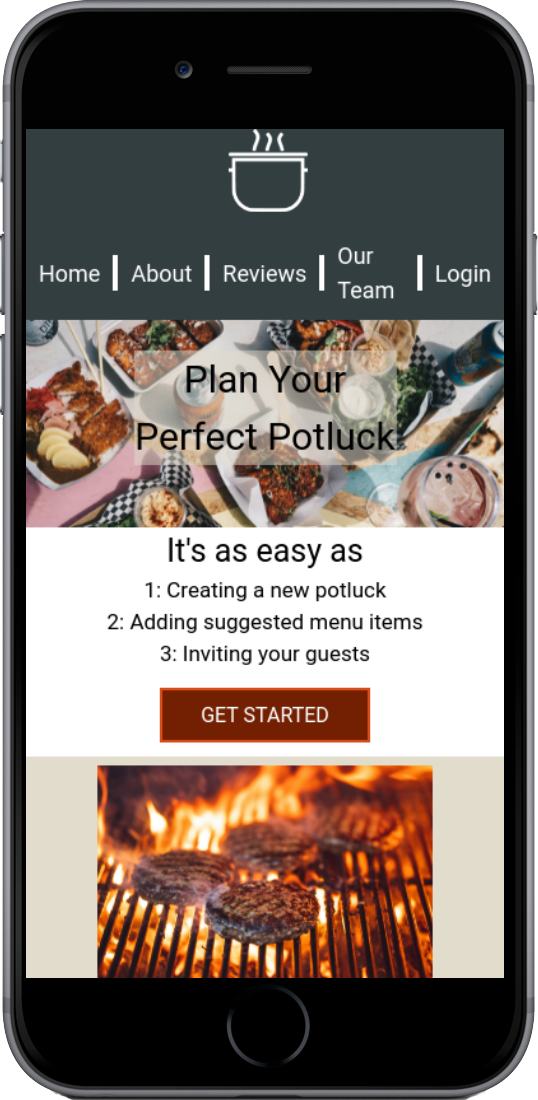 Home About Reviews Our Team Login
Plan Your
Perfect Potluck
It's as easy as
1: Creating a new potluck
2: Adding suggested menu items
3: Inviting your guests
GET STARTED